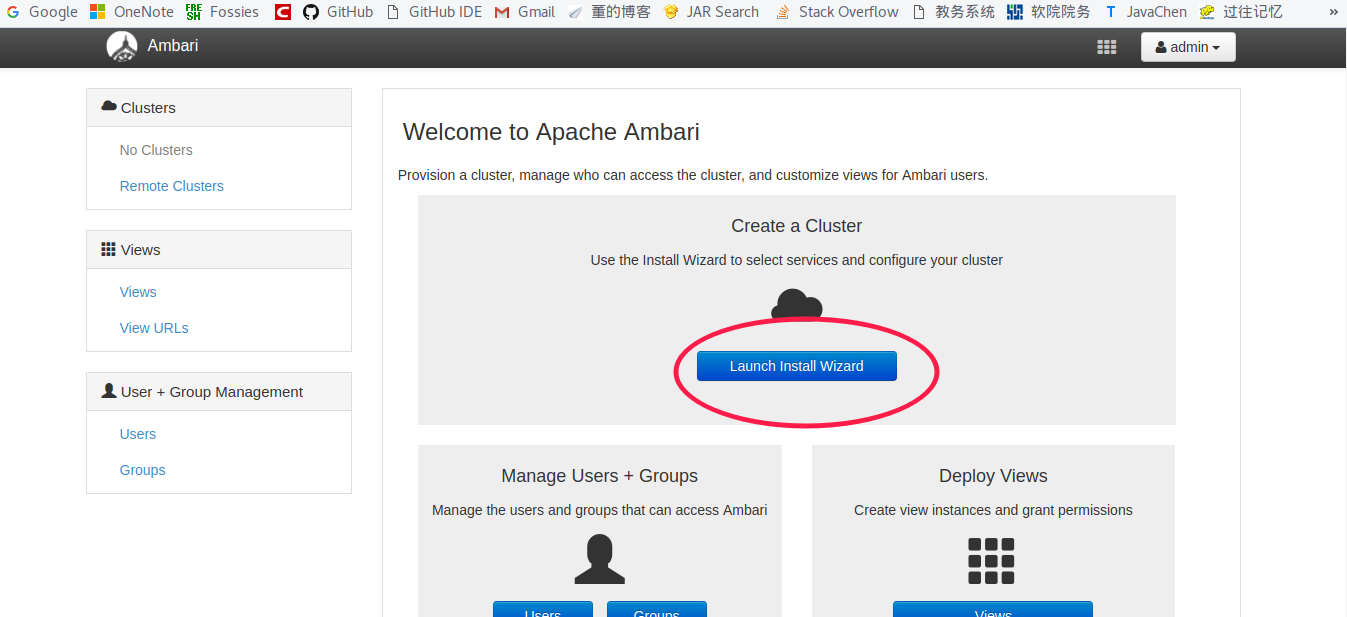 Google OneNote Fossies GitHub GitHub IDE Gmail 董的博客 JAR Search Stack Overflow 教务系统 软院院务 T JavaChen 过往记忆 »
Ambari
admin
Clusters
No Clusters
Remote Clusters
Views
Views
View URLs
User + Group Management
Users
Groups
Welcome to Apache Ambari
Provision a cluster, manage who can access the cluster, and customize views for Ambari users.
Create a Cluster
Use the Install Wizard to select services and configure your cluster
Launch Install Wizard
Manage Users + Groups
Manage the users and groups that can access Ambari
Users
Groups
Deploy Views
Create view instances and grant permissions
Views